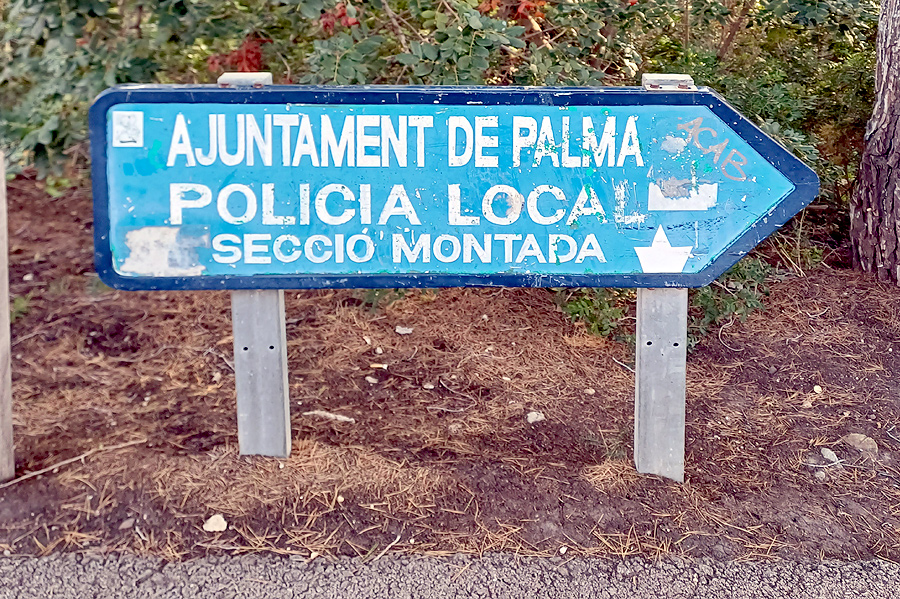 AJUNTAMENT DE PALMA
POLICIA LOCAL
SECCIÓ MONTADA
ACAB